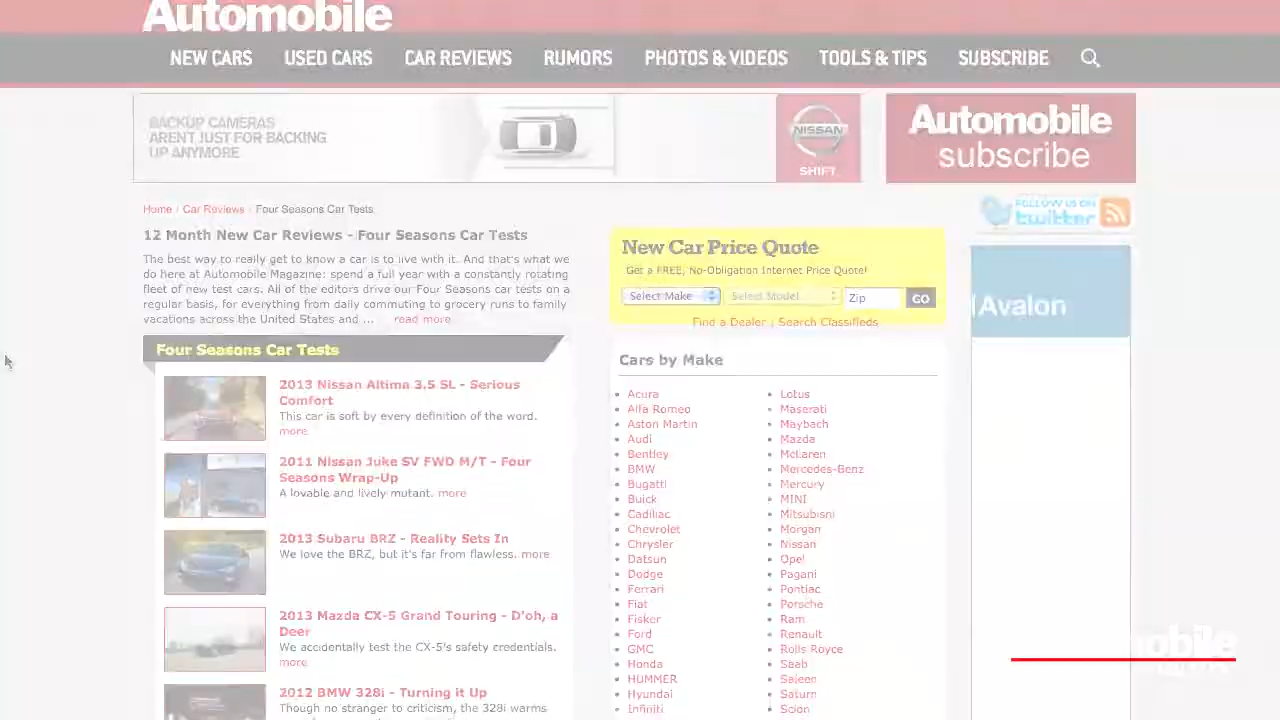 Automobile
NEW CARS USED CARS CAR REVIEWS RUMORS PHOTOS & VIDEOS TOOLS & TIPS SUBSCRIBE
BACKUP CAMERAS
ARENT JUST FOR BACKING
UP ANYMORE
NISSAN
SHIFT
Automobile
subscribe
Home / Car Reviews / Four Seasons Car Tests
FOLLOW US ON
twitter
12 Month New Car Reviews - Four Seasons Car Tests
The best way to really get to know a car is to live with it. And that's what we
do here at Automobile Magazine: spend a full year with a constantly rotating
fleet of new test cars. All of the editors drive our Four Seasons car tests on a
regular basis, for everything from daily commuting to grocery runs to family
vacations across the United States and ... read more
New Car Price Quote
Get a FREE, No-Obligation Internet Price Quote!
Select Make Select Model Zip GO
Find a Dealer | Search Classifieds
Avalon
Four Seasons Car Tests
2013 Nissan Altima 3.5 SL - Serious
Comfort
This car is soft by every definition of the word.
more
2011 Nissan Juke SV FWD M/T - Four
Seasons Wrap-Up
A lovable and lively mutant. more
2013 Subaru BRZ - Reality Sets In
We love the BRZ, but it's far from flawless. more
2013 Mazda CX-5 Grand Touring - D'oh, a
Deer
We accidentally test the CX-5's safety credentials.
more
2012 BMW 328i - Turning it Up
Though no stranger to criticism, the 328i warms
Cars by Make
Acura
Alfa Romeo
Aston Martin
Audi
Bentley
BMW
Bugatti
Buick
Cadillac
Chevrolet
Chrysler
Datsun
Dodge
Ferrari
Fiat
Fisker
Ford
GMC
Honda
HUMMER
Hyundai
Infiniti
Lotus
Maserati
Maybach
Mazda
McLaren
Mercedes-Benz
Mercury
MINI
Mitsubishi
Morgan
Nissan
Opel
Pagani
Pontiac
Porsche
Ram
Renault
Rolls Royce
Saab
Saleen
Saturn
Scion